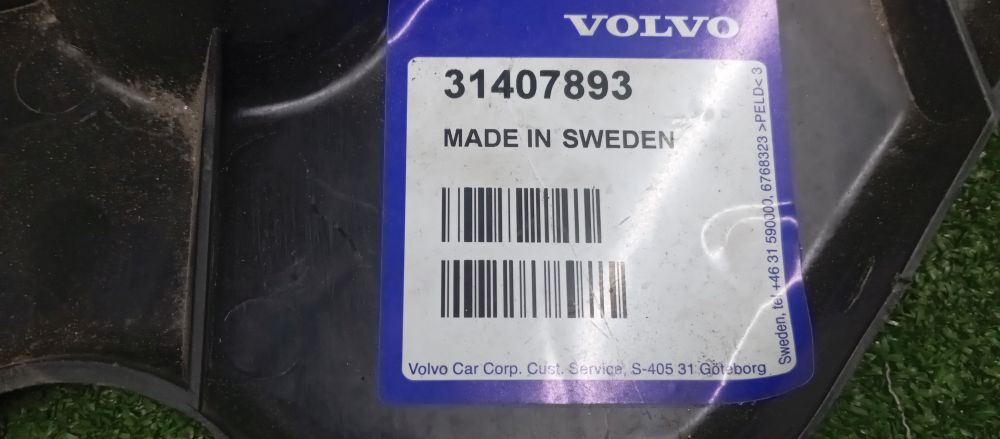 VOLVO
31407893
MADE IN SWEDEN
Volvo Car Corp. Cust. Service, S-405 31 Göteborg
Sweden, tel +46 31 590000, 6768323 >PELD< 3